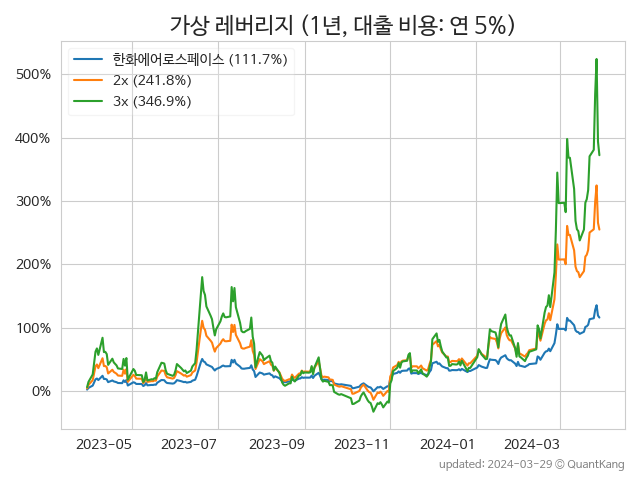 가상 레버리지 (1년, 대출 비용: 연 5%)
한화에어로스페이스 (111.7%)
2x (241.8%)
3x (346.9%)
500%
400%
300%
200%
100%
0%
2023-05 2023-07 2023-09 2023-11 2024-01 2024-03
updated: 2024-03-29 © QuantKang